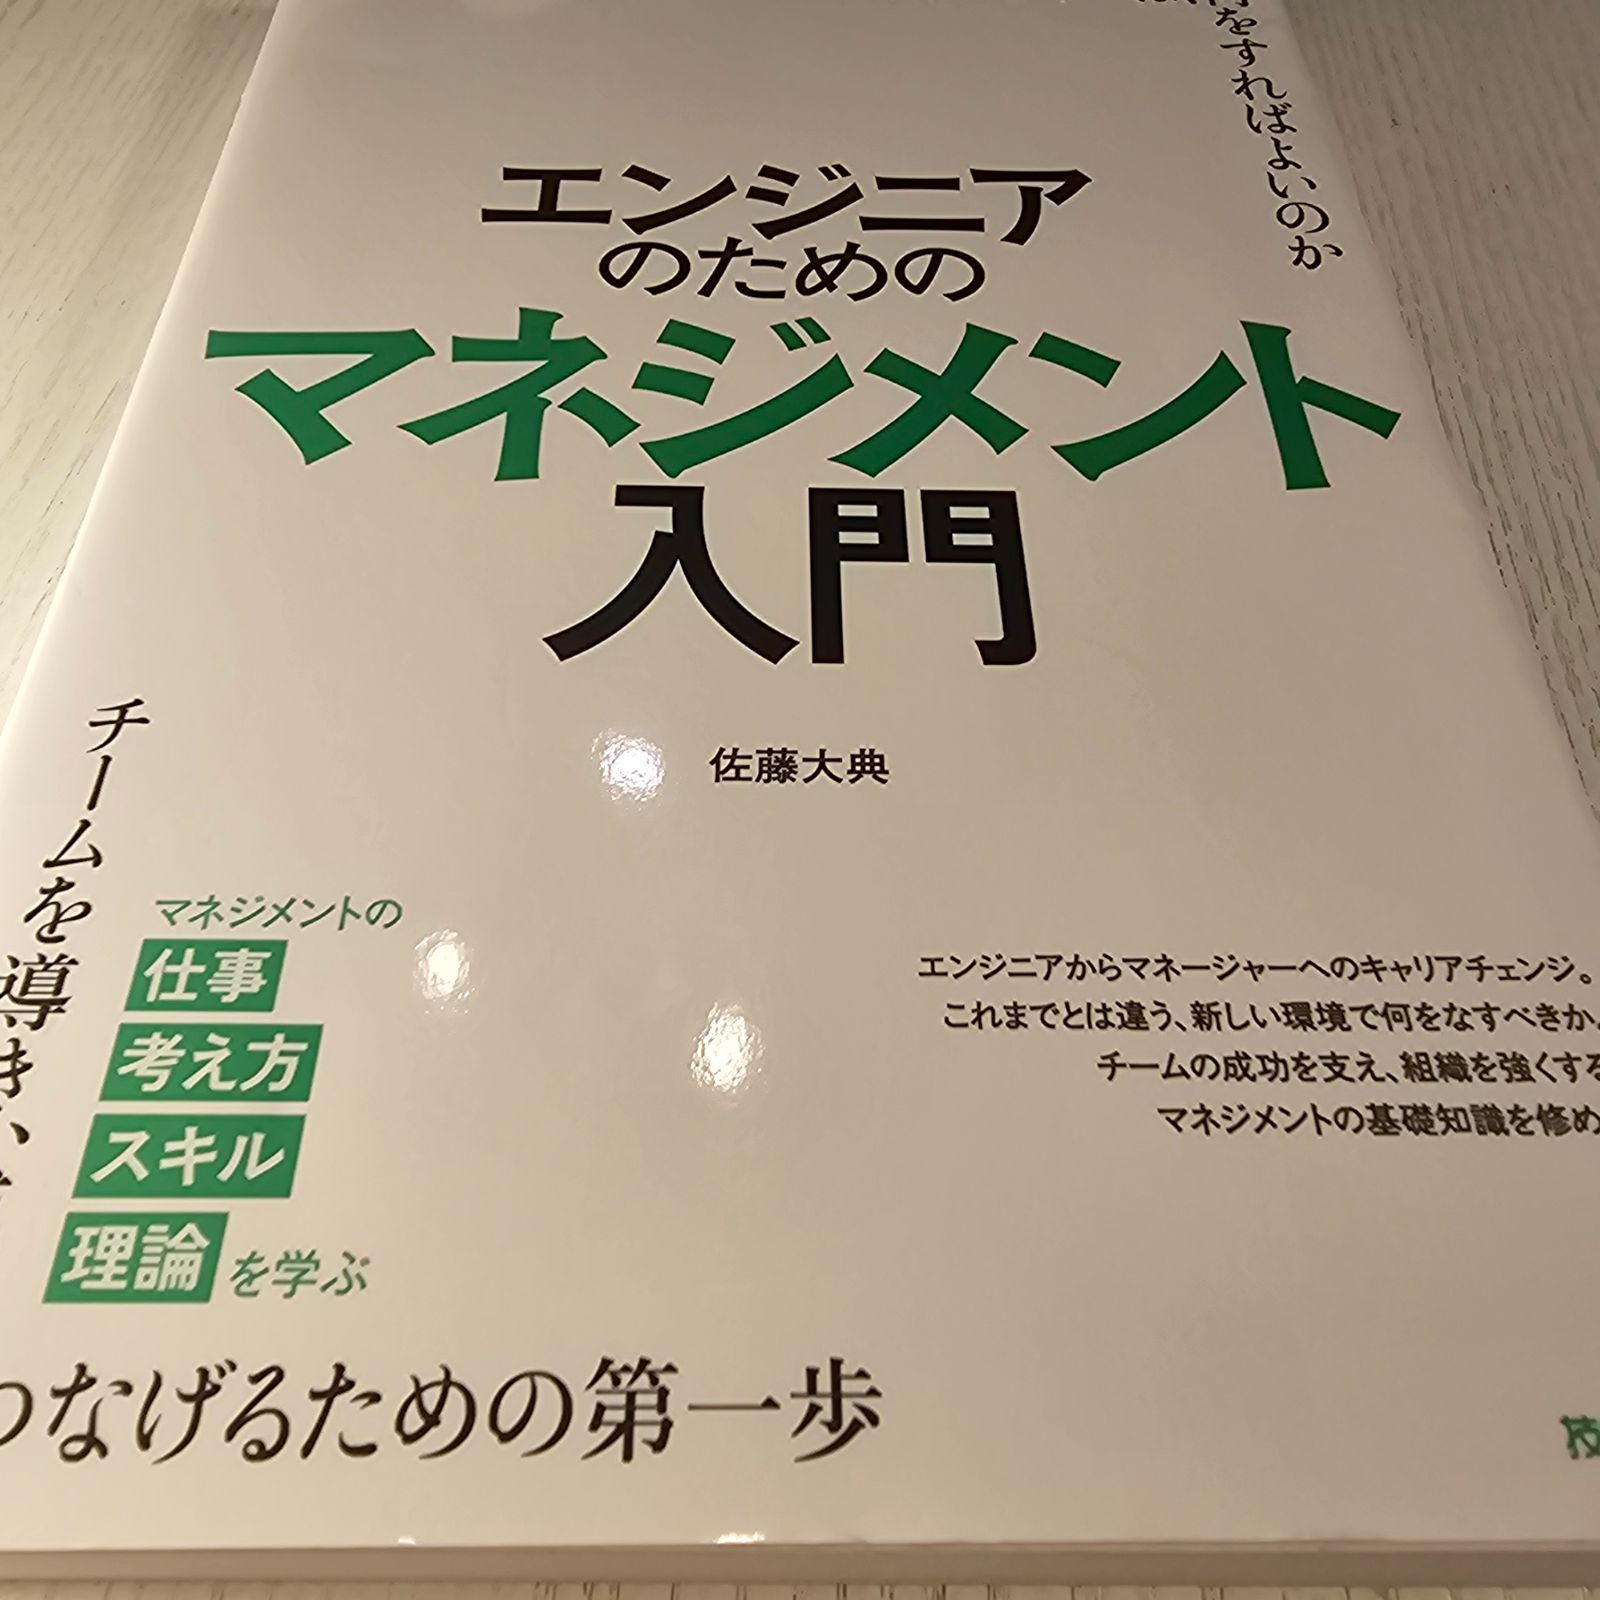 をすればよいのか
エンジニア
のための
マネジメント
入門
佐藤大典
チームを導き、
マネジメントの
仕事
考え方
スキル
理論を学ぶ
エンジニアからマネージャーへのキャリアチェンジ。
これまでとは違う、新しい環境で何をなすべきか。
チームの成功を支え、組織を強くする
マネジメントの基礎知識を修め
つなげるための第一歩
技